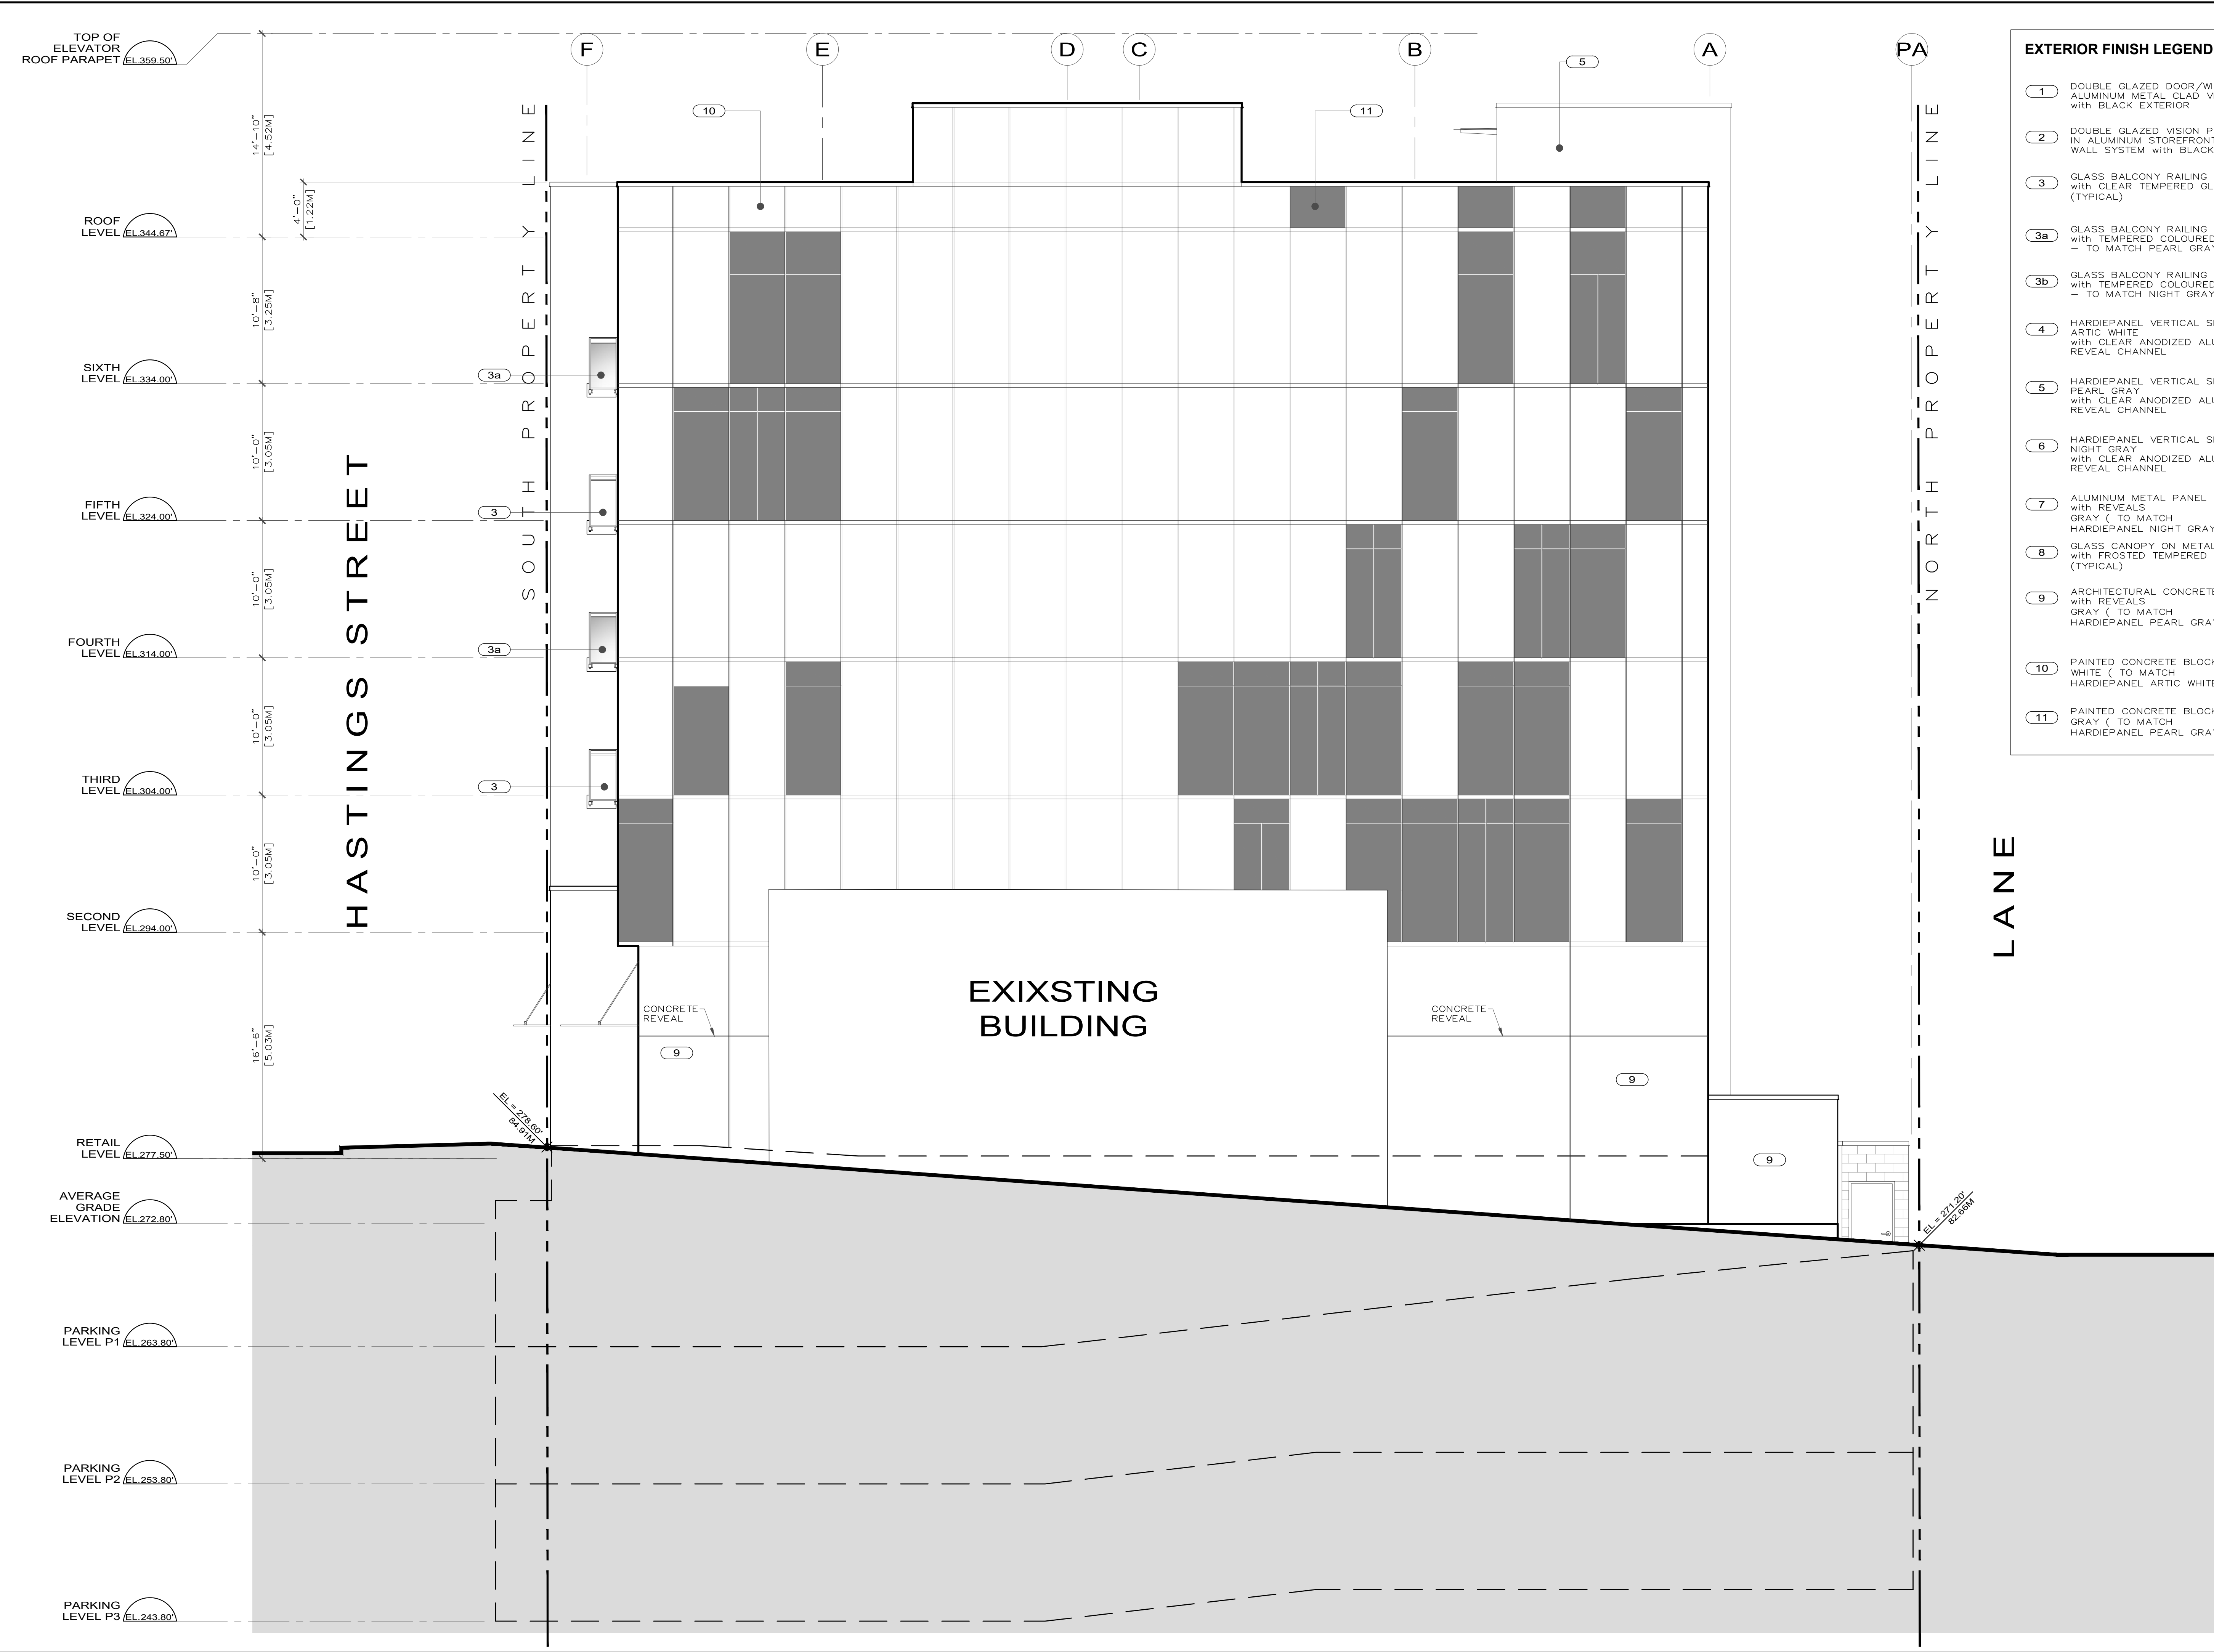 TOP OF
ELEVATOR
ROOF PARAPET EL.359.50'
F
E
D
C
B
A
PA
5
10
11
14'-10"
[4.52M]
4'-0"
[1.22M]
ROOF
LEVEL EL.344.67'
10'-8"
[3.25M]
SIXTH
LEVEL EL.334.00'
3a
10'-0"
[3.05M]
FIFTH
LEVEL EL.324.00'
3
10'-0"
[3.05M]
FOURTH
LEVEL EL.314.00'
3a
10'-0"
[3.05M]
THIRD
LEVEL EL.304.00'
3
10'-0"
[3.05M]
SECOND
LEVEL EL.294.00'
16'-6"
[5.03M]
RETAIL
LEVEL EL.277.50'
AVERAGE
GRADE
ELEVATION EL.272.80'
PARKING
LEVEL P1 EL.263.80'
PARKING
LEVEL P2 EL.253.80'
PARKING
LEVEL P3 EL.243.80'
HASTINGS STREET
SOUTH PROPERTY LINE
EL = 278.60'
84.91M
CONCRETE
REVEAL
9
EXIXSTING
BUILDING
CONCRETE
REVEAL
9
9
NORTH PROPERTY LINE
LANE
EL = 271.20'
82.66M
EXTERIOR FINISH LEGEND
1 DOUBLE GLAZED DOOR/WI
ALUMINUM METAL CLAD
with BLACK EXTERIOR
2 DOUBLE GLAZED VISION P
IN ALUMINUM STOREFRONT
WALL SYSTEM with BLACK
3 GLASS BALCONY RAILING
with CLEAR TEMPERED GL
(TYPICAL)
3a GLASS BALCONY RAILING
with TEMPERED COLOURED
– TO MATCH PEARL GRAY
3b GLASS BALCONY RAILING
with TEMPERED COLOURED
– TO MATCH NIGHT GRAY
4 HARDIEPANEL VERTICAL SI
ARTIC WHITE
with CLEAR ANODIZED ALU
REVEAL CHANNEL
5 HARDIEPANEL VERTICAL SI
PEARL GRAY
with CLEAR ANODIZED ALU
REVEAL CHANNEL
6 HARDIEPANEL VERTICAL SI
NIGHT GRAY
with CLEAR ANODIZED ALU
REVEAL CHANNEL
7 ALUMINUM METAL PANEL
with REVEALS
GRAY ( TO MATCH
HARDIEPANEL NIGHT GRAY
8 GLASS CANOPY ON METAL
with FROSTED TEMPERED
(TYPICAL)
9 ARCHITECTURAL CONCRETE
with REVEALS
GRAY ( TO MATCH
HARDIEPANEL PEARL GRAY
10 PAINTED CONCRETE BLOCK
WHITE ( TO MATCH
HARDIEPANEL ARTIC WHITE
11 PAINTED CONCRETE BLOCK
GRAY ( TO MATCH
HARDIEPANEL PEARL GRAY